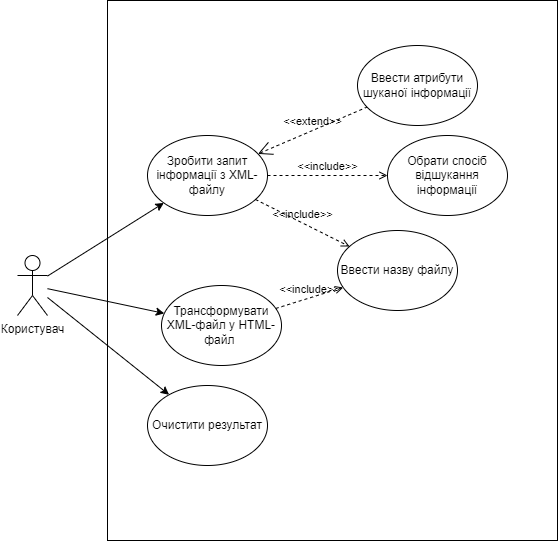 Ввести атрибути
шуканої інформації
<<extend>>
Зробити запит
інформації з XML-
файлу
<<include>>
Обрати спосіб
відшукання
інформації
<<include>>
Ввести назву файлу
<<include>>
Трансформувати
XML-файл у HTML-
файл
Користувач
Очистити результат